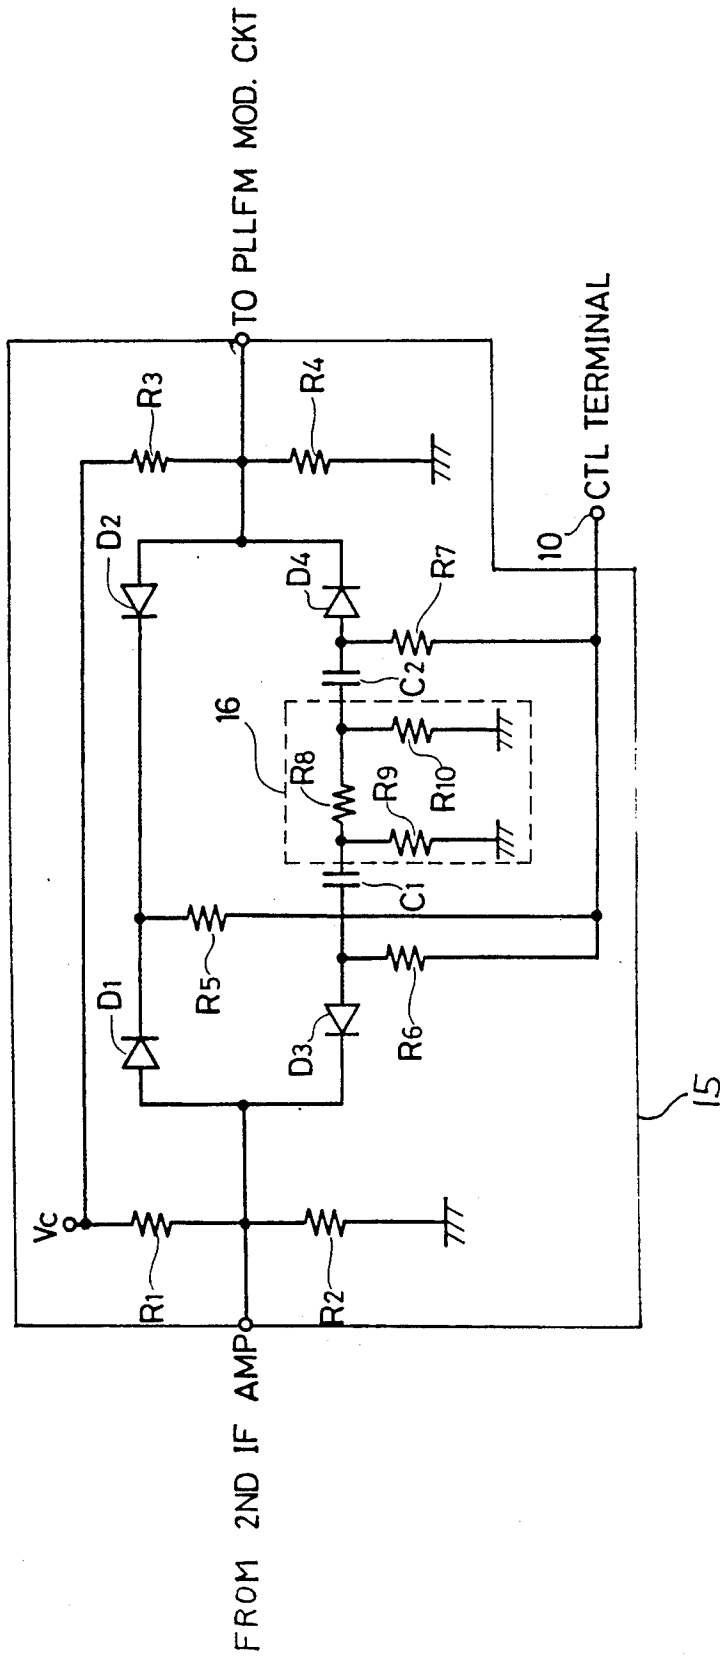 FROM 2ND IF AMP
TO PLLFM MOD. CKT
Vc
R1
R2
D1
D2
R3
R4
R5
D3
D4
16
R8
C1
R9
R10
C2
R6
R7
10
CTL TERMINAL
15